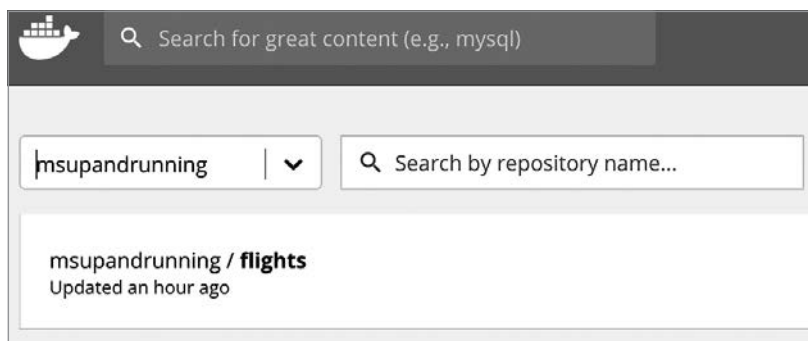 Search for great content (e.g., mysql)
msupandrunning
Search by repository name...
msupandrunning / flights
Updated an hour ago